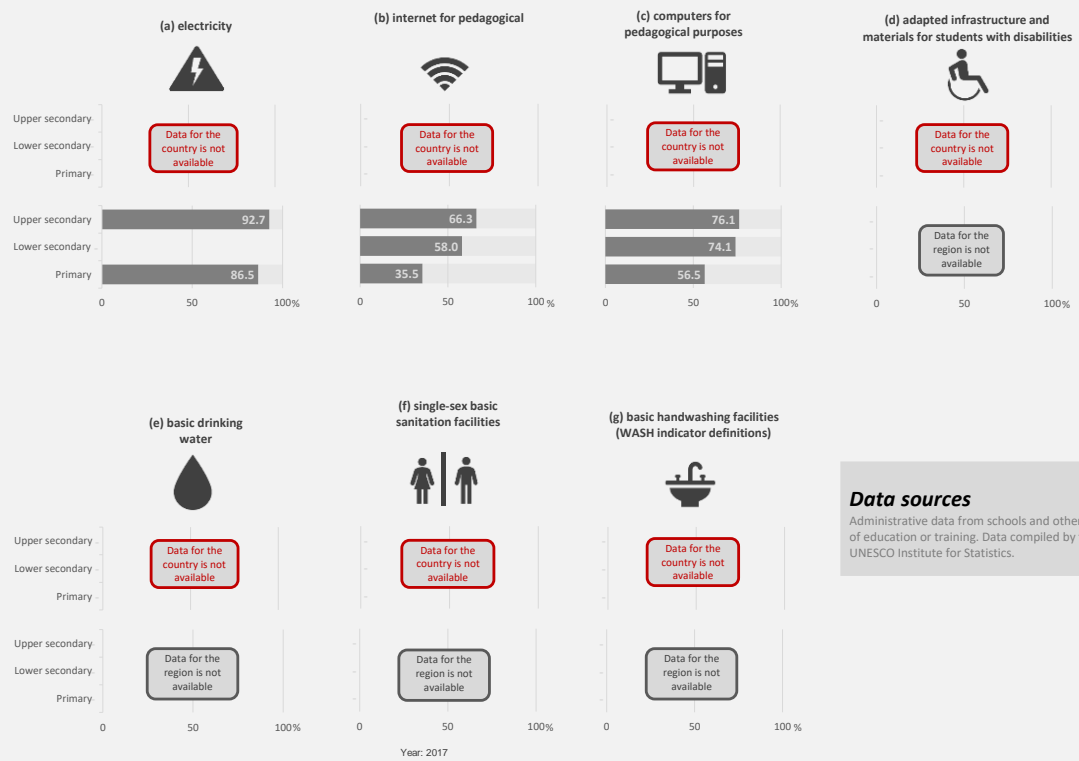 (a) electricity
(b) internet for pedagogical
(c) computers for
pedagogical purposes
(d) adapted infrastructure and
materials for students with disabilities
Upper secondary
Lower secondary
Primary
Data for the
country is not
available
Data for the
country is not
available
Data for the
country is not
available
Data for the
country is not
available
Upper secondary
Lower secondary
Primary
92.7
86.5
0 50 100%
66.3
58.0
35.5
0 50 100 %
76.1
74.1
56.5
0 50 100%
Data for the
region is not
available
0 50 100%
(e) basic drinking
water
(f) single-sex basic
sanitation facilities
(g) basic handwashing facilities
(WASH indicator definitions)
Upper secondary
Lower secondary
Primary
Data for the
country is not
available
Data for the
country is not
available
Data for the
country is not
available
Upper secondary
Lower secondary
Primary
Data for the
region is not
available
Data for the
region is not
available
Data for the
region is not
available
0 50 100%
0 50 100 %
0 50 100 %
Year: 2017
Data sources
Administrative data from schools and other
of education or training. Data compiled by
UNESCO Institute for Statistics.